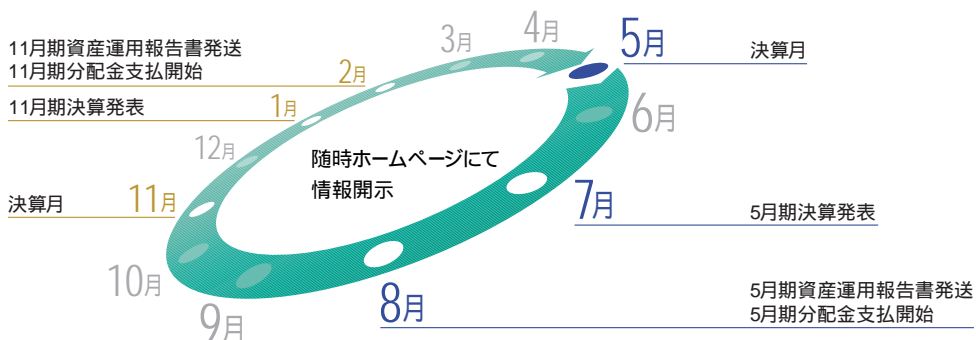 11月期資産運用報告書発送
11月期分配金支払開始
2月
11月期決算発表
1月
12月
決算月
11月
10月
9月
3月
4月
5月
決算月
6月
随時ホームページにて
情報開示
7月
5月期決算発表
8月
5月期資産運用報告書発送
5月期分配金支払開始